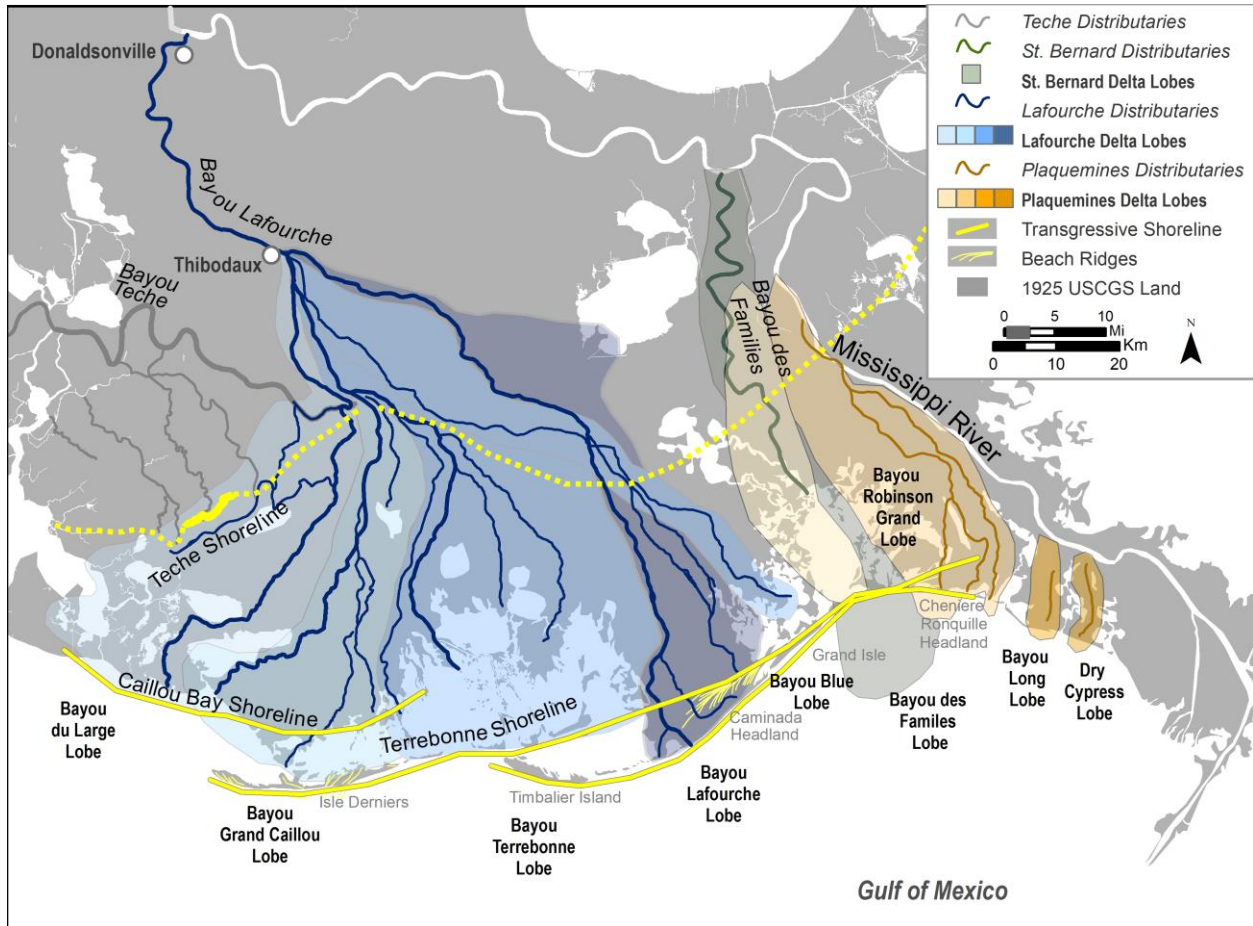 Donaldsonville
Bayou Lafourche
Thibodaux
Bayou
Teche
Teche Shoreline
Caillou Bay Shoreline
Terrebonne Shoreline
Bayou des
Families
Mississippi River
Bayou
Robinson
Grand
Lobe
Cheniere
Ronquille
Headland
Grand Isle
Caminada
Headland
Timbalier Island
Isle Derniers
Bayou
du Large
Lobe
Bayou
Grand Caillou
Lobe
Bayou
Terrebonne
Lobe
Bayou
Lafourche
Lobe
Bayou Blue
Lobe
Bayou des
Familes
Lobe
Bayou
Long
Lobe
Dry
Cypress
Lobe
Gulf of Mexico
Teche Distributaries
St. Bernard Distributaries
St. Bernard Delta Lobes
Lafourche Distributaries
Lafourche Delta Lobes
Plaquemines Distributaries
Plaquemines Delta Lobes
Transgressive Shoreline
Beach Ridges
1925 USCGS Land
0 5 10
Mi
Km
0 10 20
N